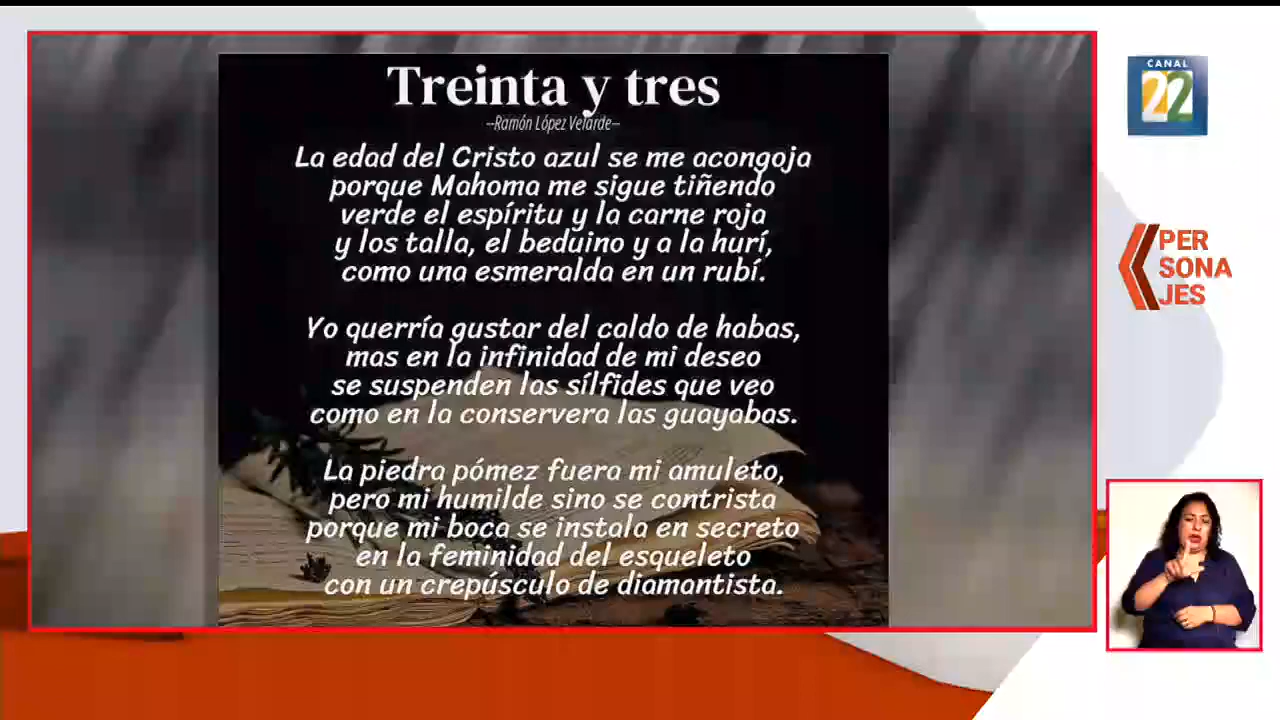 Treinta y tres
--Ramón López Velarde--
La edad del Cristo azul se me acongoja
porque Mahoma me sigue tiñendo
verde el espíritu y la carne roja
y los talla, el beduino y a la hurí,
como una esmeralda en un rubí.
Yo querría gustar del caldo de habas,
mas en la infinidad de mi deseo
se suspenden las sílfides que veo
como en la conservera las guayabas.
La piedra pómez fuera mi amuleto,
pero mi humilde sino se contrista
porque mi boca se instala en secreto
en la feminidad del esqueleto
con un crepúsculo de diamantista.
CANAL
22
PER
SONA
JES